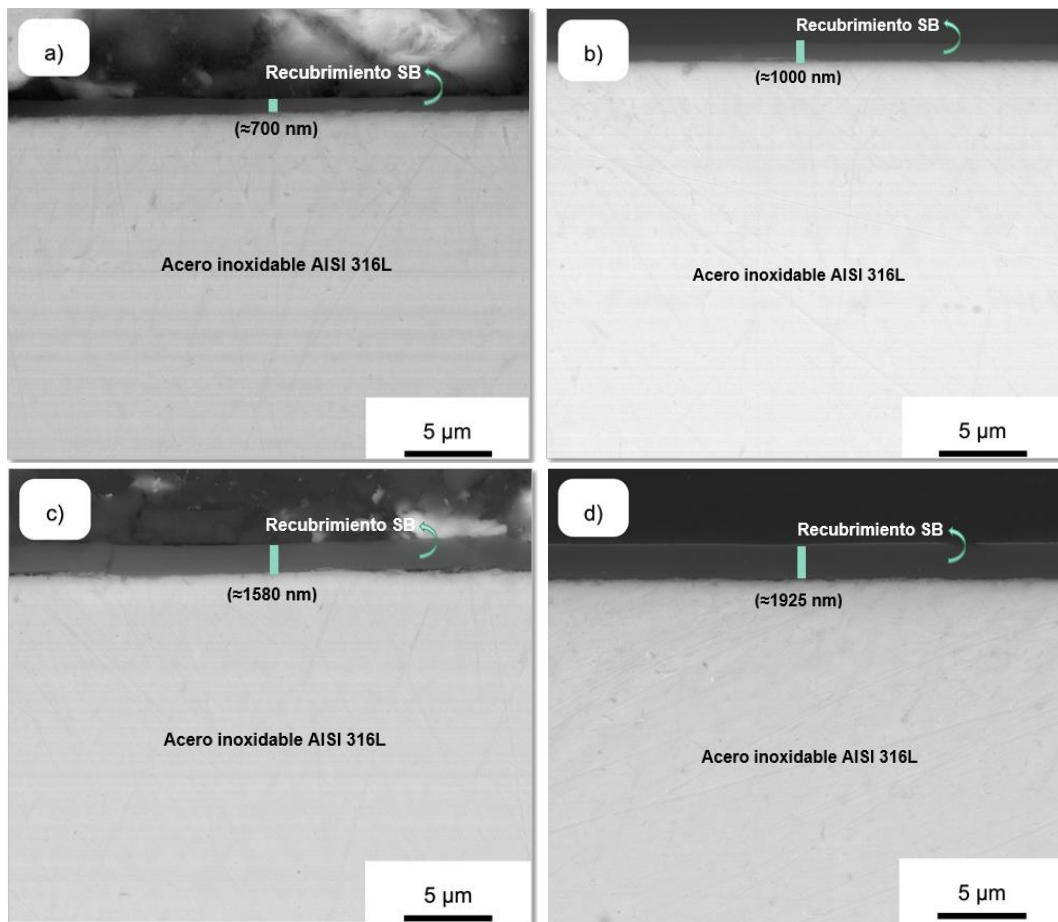 a)
Recubrimiento SB
(≈700 nm)
Acero inoxidable AISI 316L
5 µm
b)
Recubrimiento SB
(≈1000 nm)
Acero inoxidable AISI 316L
5 µm
c)
Recubrimiento SB
(≈1580 nm)
Acero inoxidable AISI 316L
5 µm
d)
Recubrimiento SB
(≈1925 nm)
Acero inoxidable AISI 316L
5 µm